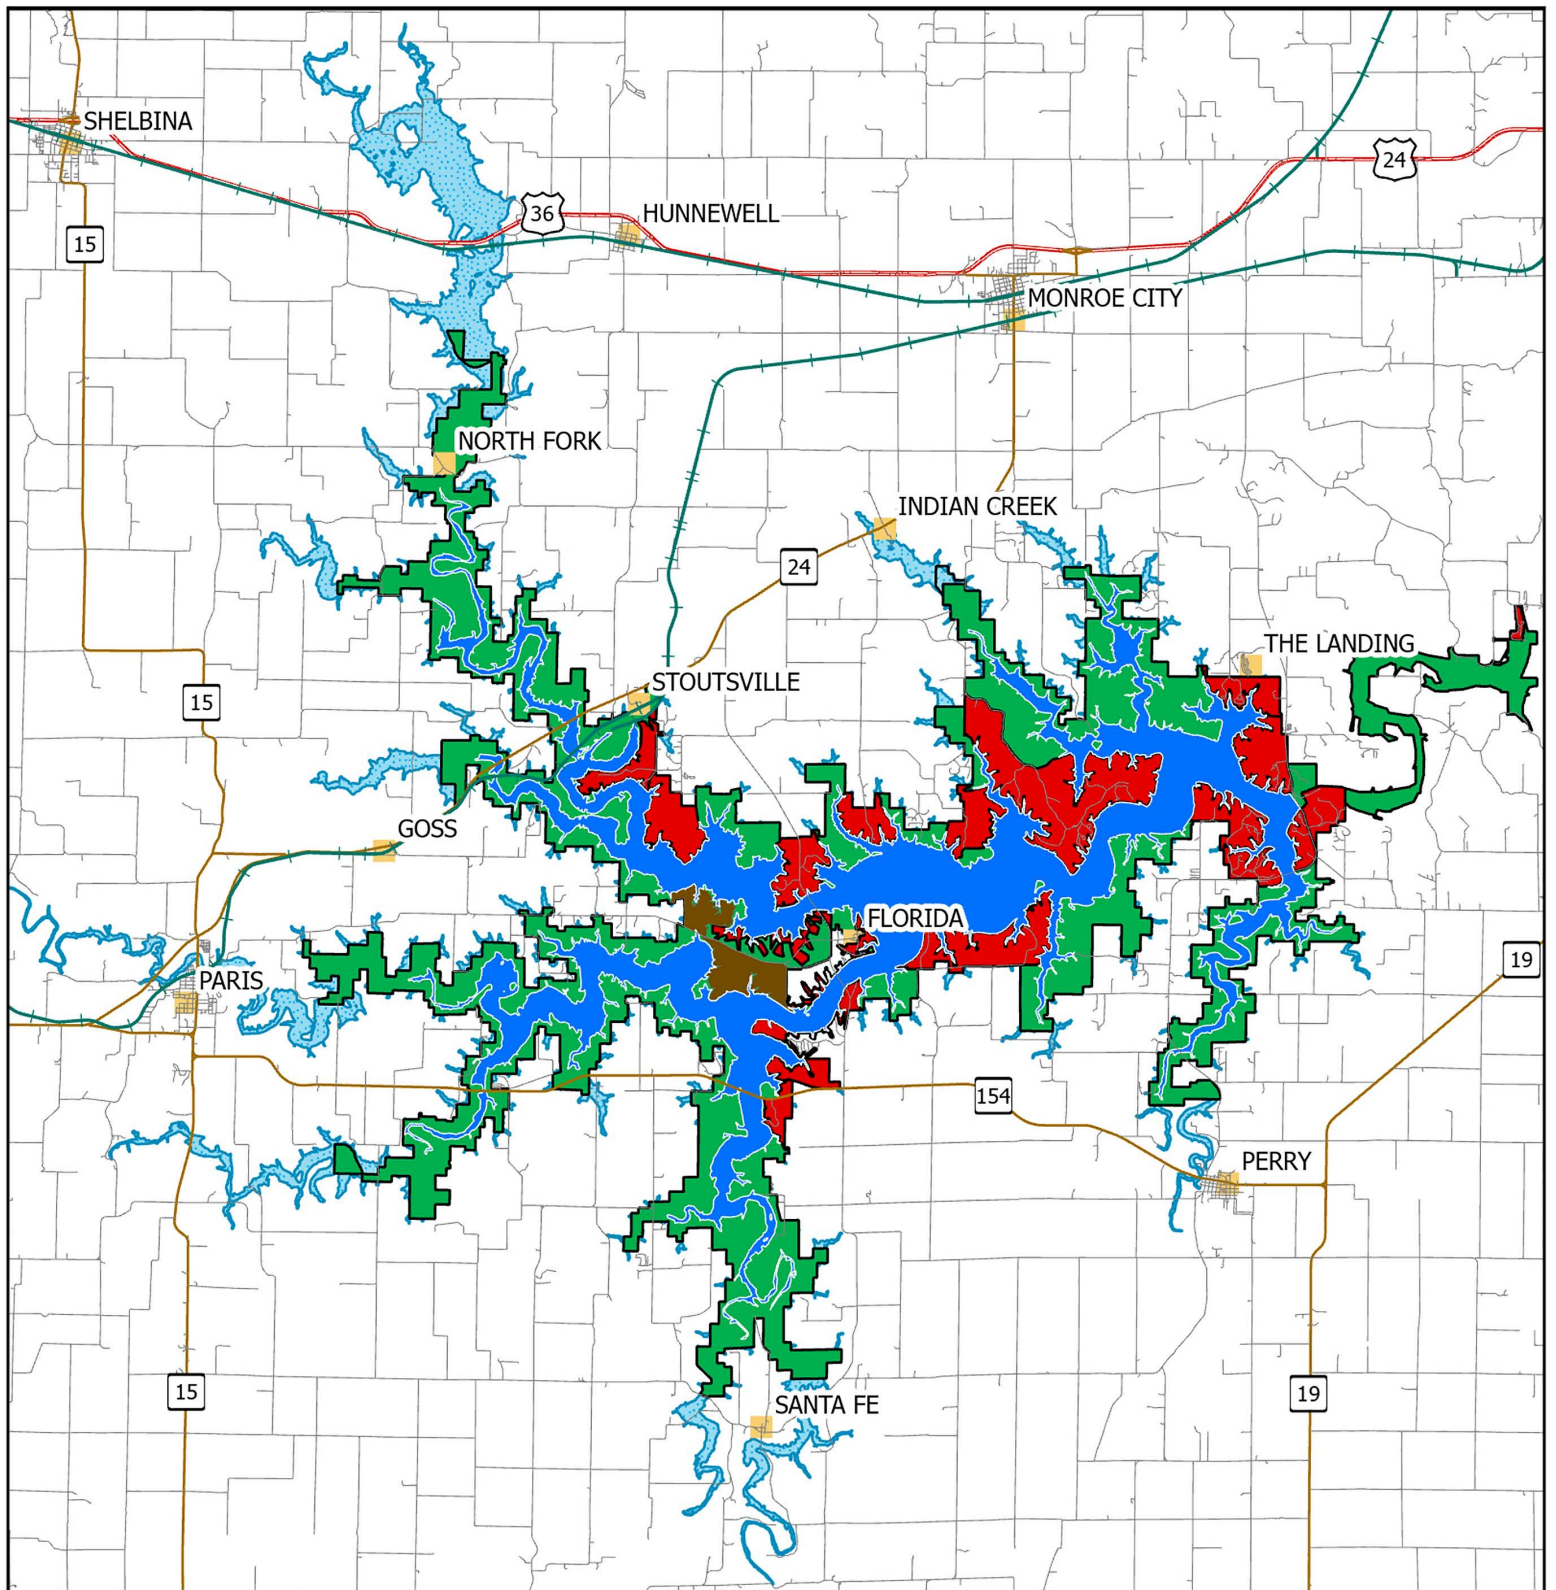 SHELBINA
24
36
HUNNEWELL
15
MONROE CITY
NORTH FORK
INDIAN CREEK
24
THE LANDING
STOUTSVILLE
15
GOSS
FLORIDA
19
PARIS
154
PERRY
15
19
SANTA FE